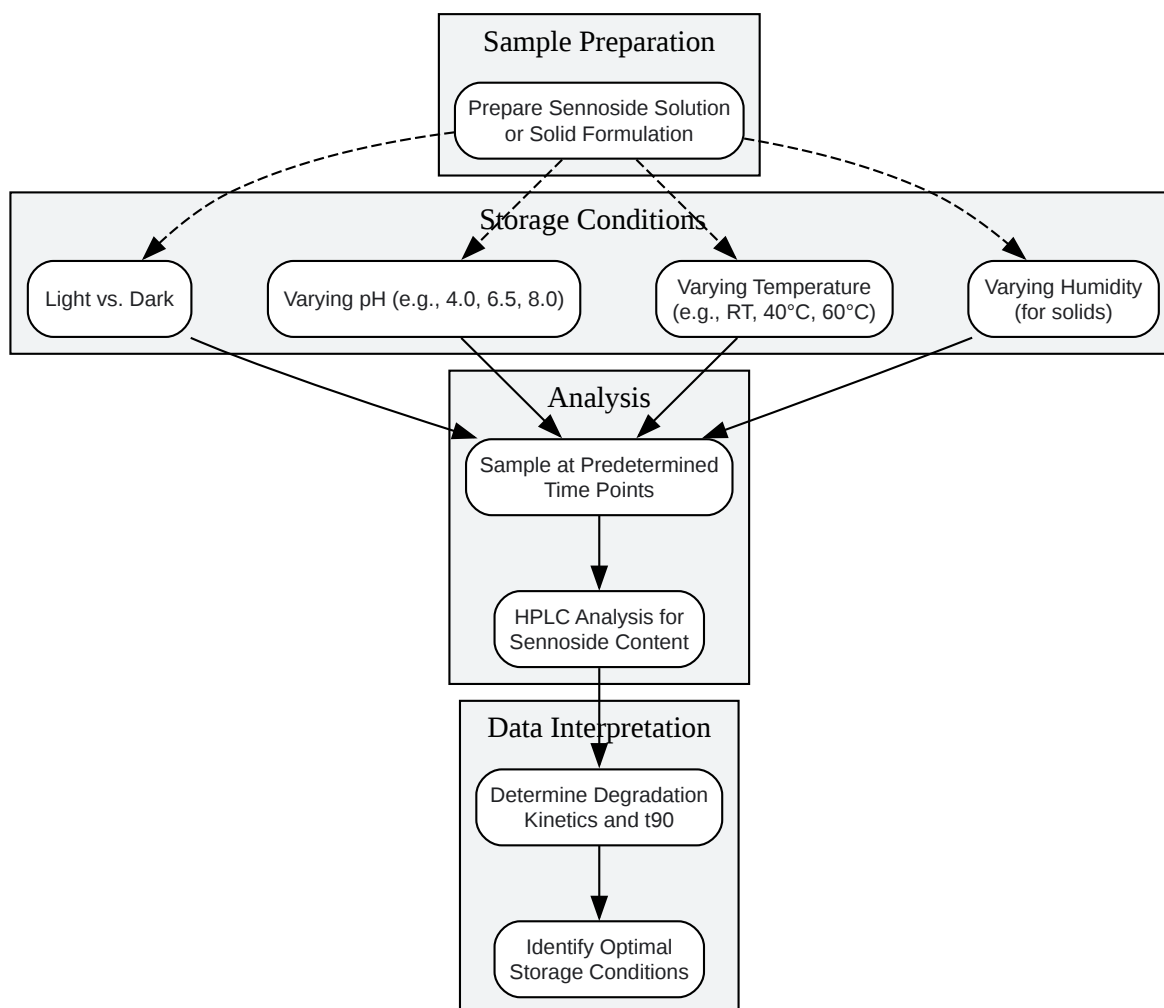 Sample Preparation
Prepare Sennoside Solution
or Solid Formulation
Storage Conditions
Light vs. Dark
Varying pH (e.g., 4.0, 6.5, 8.0)
Varying Temperature
(e.g., RT, 40°C, 60°C)
Varying Humidity
(for solids)
Analysis
Sample at Predetermined
Time Points
HPLC Analysis for
Sennoside Content
Data Interpretation
Determine Degradation
Kinetics and t90
Identify Optimal
Storage Conditions